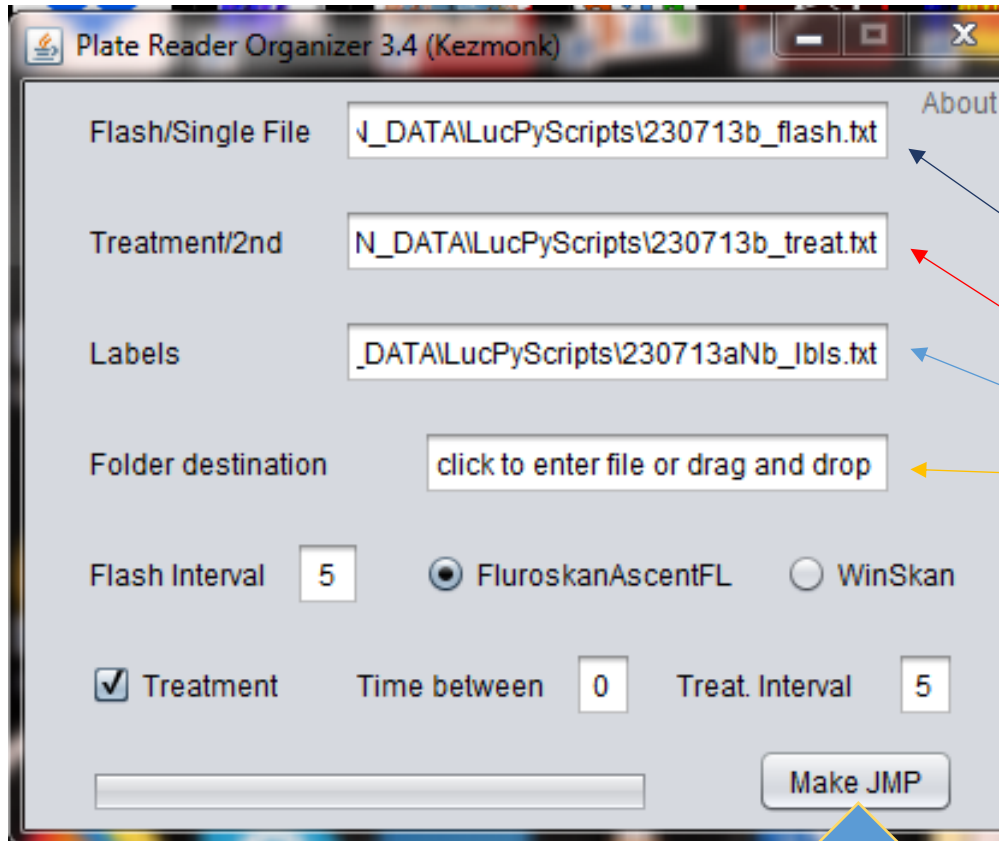 Plate Reader Organizer 3.4 (Kezmonk)
About
Flash/Single File N_DATA\LucPyScripts\230713b_flash.txt
Treatment/2nd N_DATA\LucPyScripts\230713b_treat.txt
Labels _DATA\LucPyScripts\230713aNb_lbls.txt
Folder destination click to enter file or drag and drop
Flash Interval 5 FluroskanAscentFL WinSkan
Treatment Time between 0 Treat. Interval 5
Make JMP